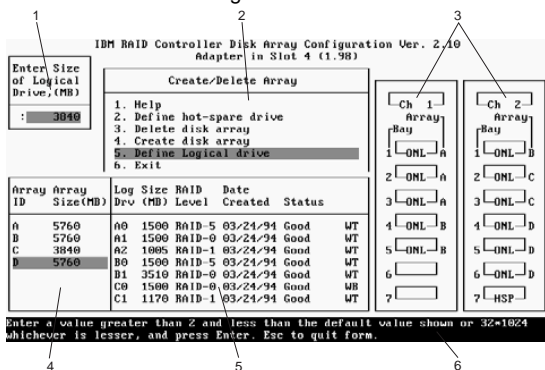 1
2
3
IBM RAID Controller Disk Array Configuration Ver. 2.10
Adapter in Slot 4 (1.98)
Enter Size
of Logical
Drive,(MB)
: 3840
Create/Delete Array
1. Help
2. Define hot-spare drive
3. Delete disk array
4. Create disk array
5. Define Logical drive
6. Exit
Ch 1
Array
Bay
1 ONL A
2 ONL A
3 ONL A
4 ONL B
5 ONL B
6
7
Ch 2
Array
Bay
1 ONL B
2 ONL C
3 ONL C
4 ONL D
5 ONL D
6 ONL D
7 HSP
Array Array
ID Size(MB)
A 5760
B 5760
C 3840
D 5760
Log Size RAID Date
Drv (MB) Level Created Status
A0 1500 RAID-5 03/24/94 Good WT
A1 1500 RAID-0 03/24/94 Good WT
A2 1005 RAID-1 03/24/94 Good WT
B0 1500 RAID-5 03/24/94 Good WT
B1 3510 RAID-0 03/24/94 Good WT
C0 1500 RAID-0 03/24/94 Good WB
C1 1170 RAID-1 03/24/94 Good WT
Enter a value greater than 2 and less than the default value shown or 32*1024
whichever is lesser, and press Enter. Esc to quit form.
4
5
6